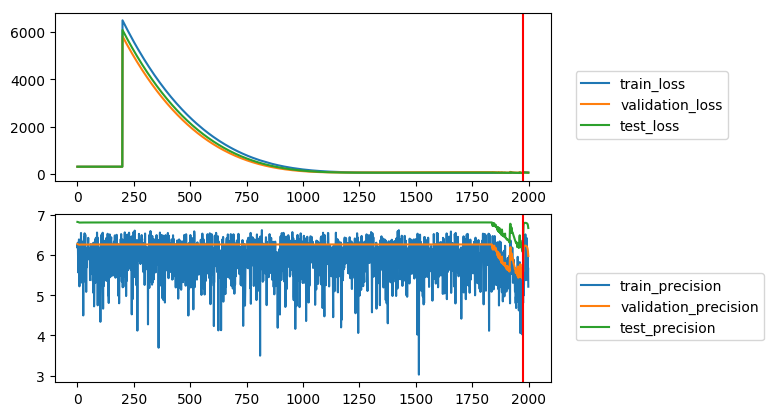 6000
4000
2000
0
0 250 500 750 1000 1250 1500 1750 2000
train_loss
validation_loss
test_loss
7
6
5
4
3
0 250 500 750 1000 1250 1500 1750 2000
train_precision
validation_precision
test_precision